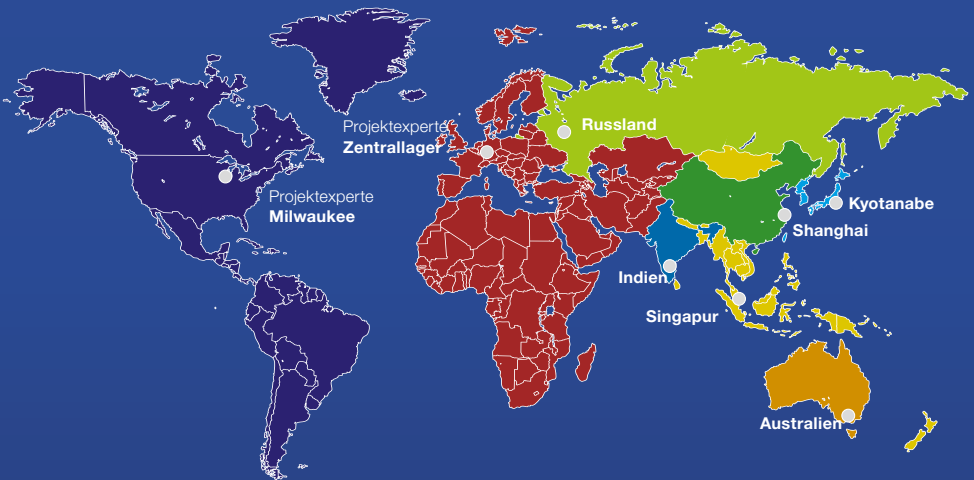 Projektexperte
Zentrallager
Russland
Projektexperte
Milwaukee
Kyotanabe
Shanghai
Indien
Singapur
Australien